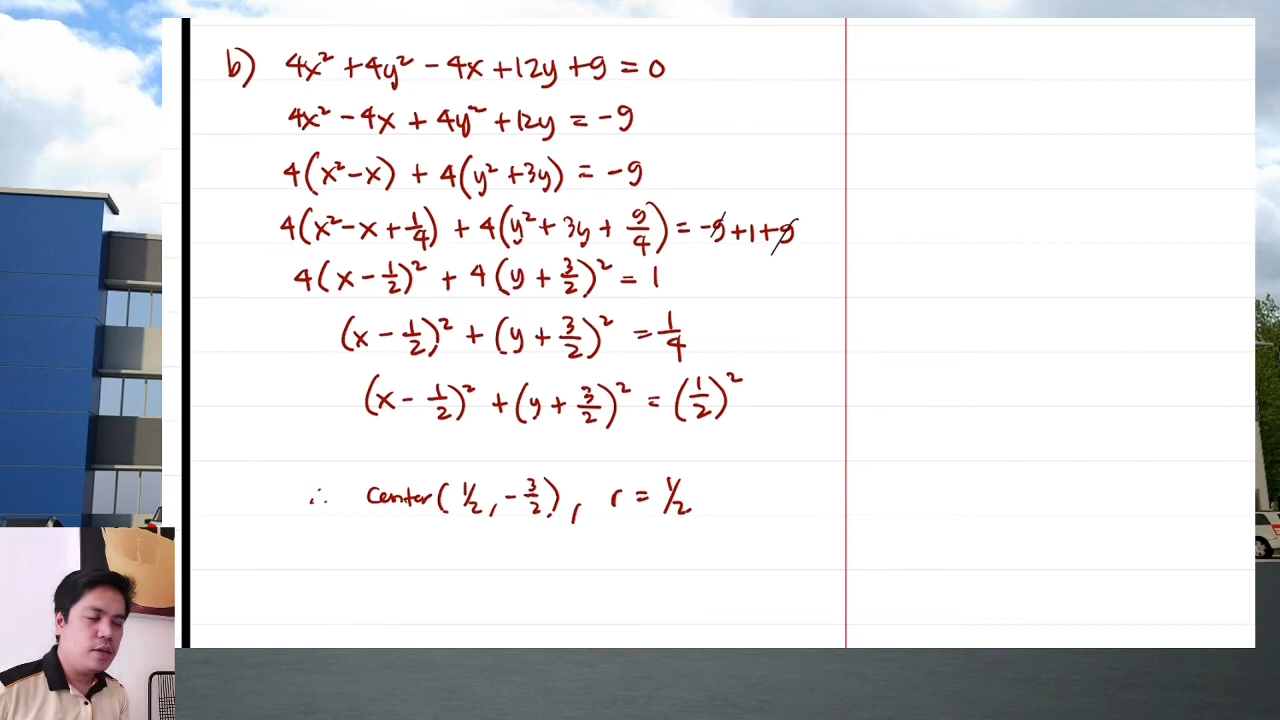 b) 4x² + 4y² - 4x + 12y + 9 = 0
4x² - 4x + 4y² + 12y = -9
4(x² - x) + 4(y² + 3y) = -9
4(x² - x + 1/4) + 4(y² + 3y + 9/4) = -9 + 1 + 9
4(x - 1/2)² + 4(y + 3/2)² = 1
(x - 1/2)² + (y + 3/2)² = 1/4
(x - 1/2)² + (y + 3/2)² = (1/2)²
∴ center(1/2, -3/2), r = 1/2